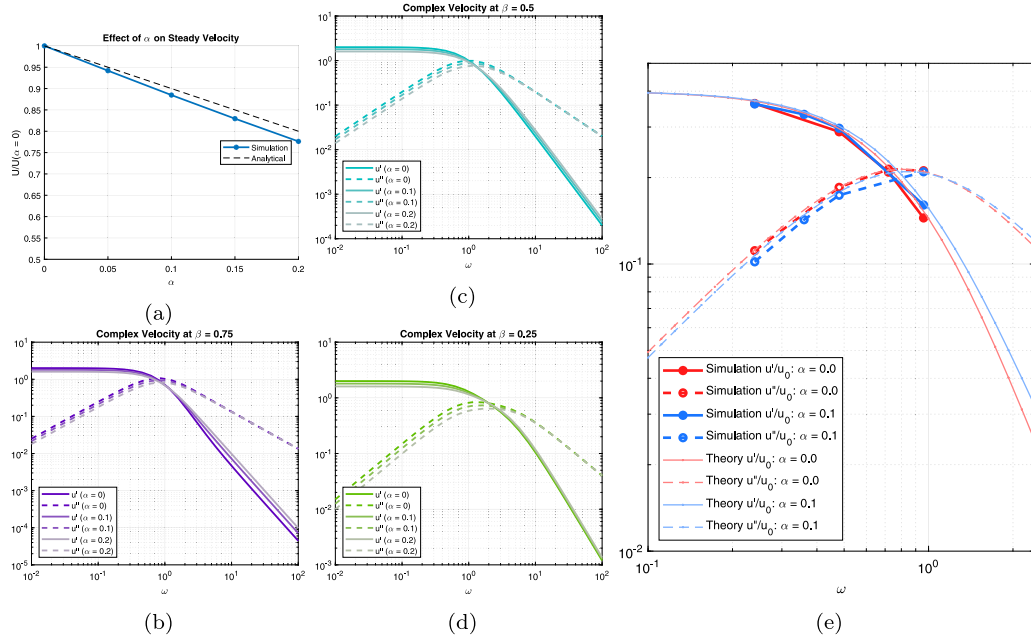 Effect of α on Steady Velocity
1
0.95
0.9
0.85
0.8
0.75
0.7
0.65
0.6
0.55
0.5
U/U(α = 0)
Simulation
Analytical
0 0.05 0.1 0.15 0.2
α
(a)
Complex Velocity at β = 0.5
10²
10¹
10⁰
10⁻¹
10⁻²
10⁻³
10⁻⁴
u' (α = 0)
u'' (α = 0)
u' (α = 0.1)
u'' (α = 0.1)
u' (α = 0.2)
u'' (α = 0.2)
10⁻² 10⁻¹ 10⁰ 10¹ 10²
ω
(c)
Complex Velocity at β = 0.75
10²
10¹
10⁰
10⁻¹
10⁻²
10⁻³
10⁻⁴
10⁻⁵
u' (α = 0)
u'' (α = 0)
u' (α = 0.1)
u'' (α = 0.1)
u' (α = 0.2)
u'' (α = 0.2)
10⁻² 10⁻¹ 10⁰ 10¹ 10²
ω
(b)
Complex Velocity at β = 0.25
10²
10¹
10⁰
10⁻¹
10⁻²
10⁻³
u' (α = 0)
u'' (α = 0)
u' (α = 0.1)
u'' (α = 0.1)
u' (α = 0.2)
u'' (α = 0.2)
10⁻² 10⁻¹ 10⁰ 10¹ 10²
ω
(d)
10⁻¹
10⁻²
Simulation u'/u₀: α = 0.0
Simulation u''/u₀: α = 0.0
Simulation u'/u₀: α = 0.1
Simulation u''/u₀: α = 0.1
Theory u'/u₀: α = 0.0
Theory u''/u₀: α = 0.0
Theory u'/u₀: α = 0.1
Theory u''/u₀: α = 0.1
10⁻¹ 10⁰
ω
(e)